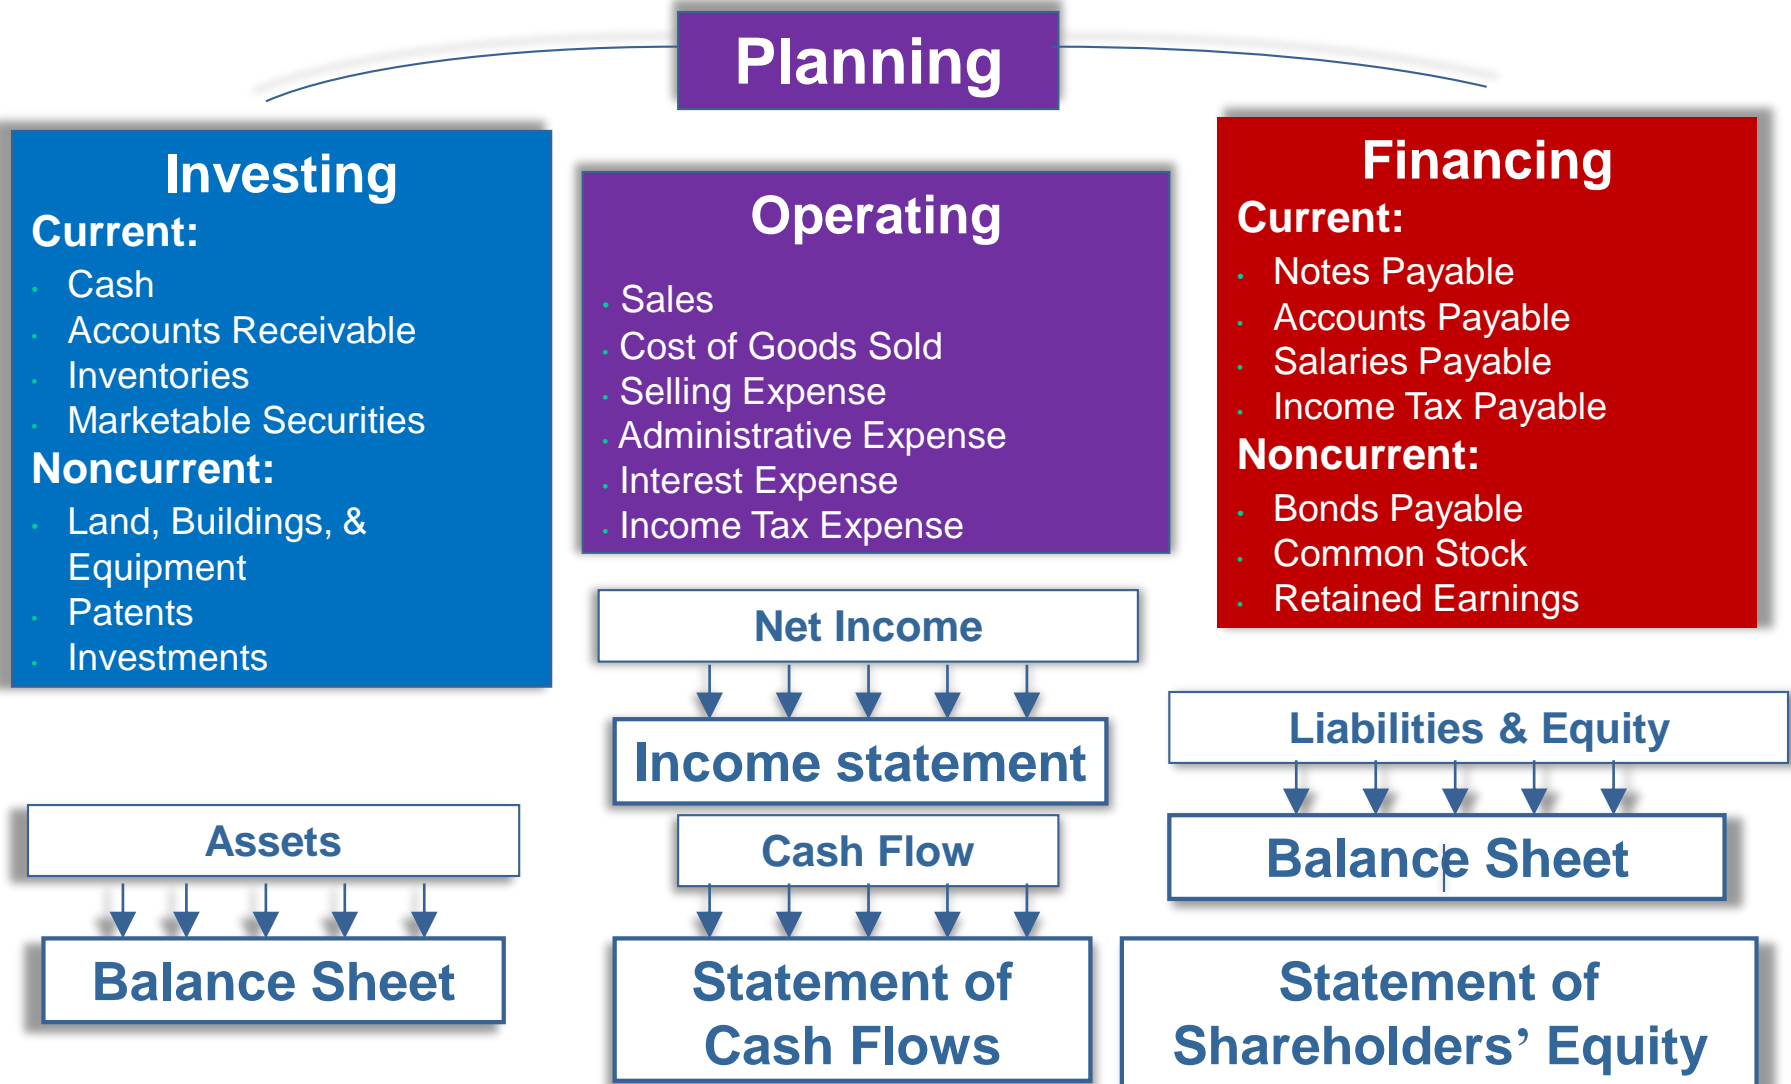 Planning
Investing
Current:
· Cash
· Accounts Receivable
· Inventories
· Marketable Securities
Noncurrent:
· Land, Buildings, &
Equipment
· Patents
· Investments
Operating
· Sales
· Cost of Goods Sold
· Selling Expense
· Administrative Expense
· Interest Expense
· Income Tax Expense
Financing
Current:
· Notes Payable
· Accounts Payable
· Salaries Payable
· Income Tax Payable
Noncurrent:
· Bonds Payable
· Common Stock
· Retained Earnings
Net Income
Income statement
Liabilities & Equity
Balance Sheet
Assets
Balance Sheet
Cash Flow
Statement of
Cash Flows
Statement of
Shareholders’ Equity